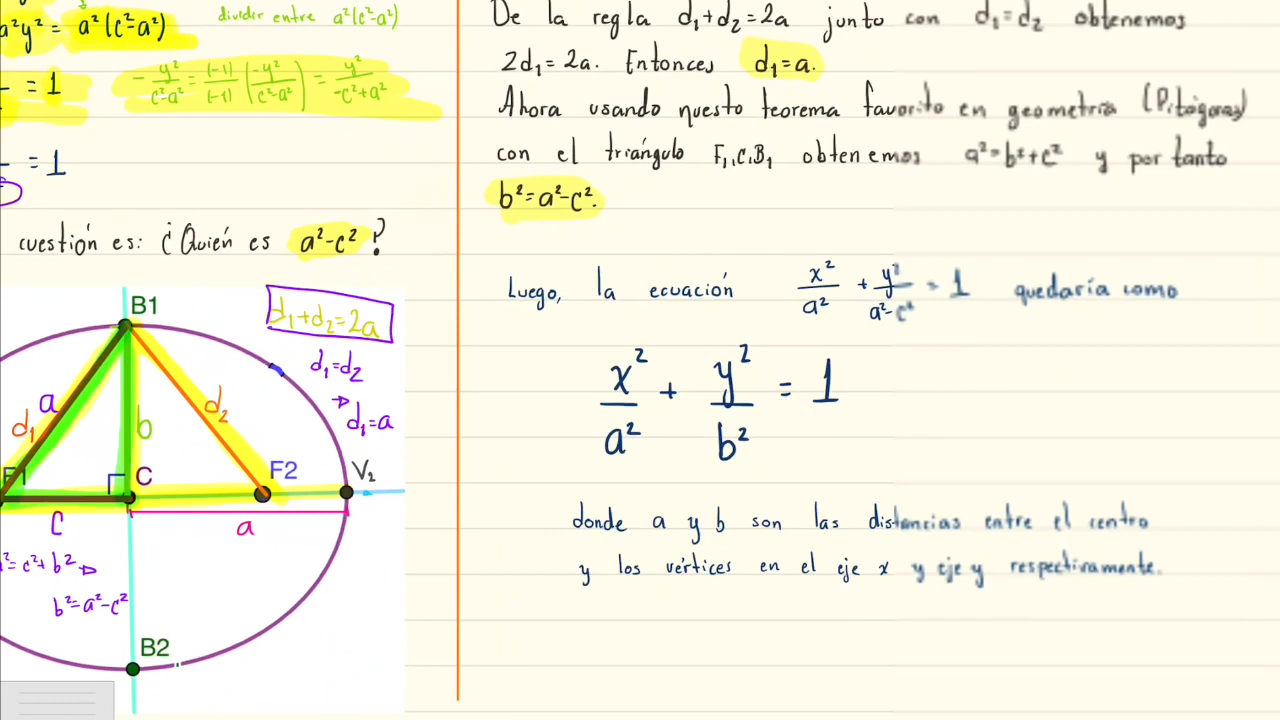 a²y² = a²(c²-a²)
dividir entre a²(c²-a²)
= 1
-y²/(c²-a²) = (-1)/(-1) (-y²/(c²-a²)) = y²/(-c²+a²)
= 1
cuestión es: ¿Quién es a²-c²?
B1
d₁+d₂=2a
d₁=d₂
→ d₁=a
a
d₁
b
d₂
F1
C
F2
V₂
c
a
²=c²+b² →
b²=a²-c²
B2
De la regla d₁+d₂=2a junto con d₁=d₂ obtenemos
2d₁=2a. Entonces d₁=a.
Ahora usando nuesto teorema favorito en geometría (Pitágoras)
con el triángulo F₁,C,B₁ obtenemos a²=b²+c² y por tanto
b²=a²-c².
Luego, la ecuación x²/a² + y²/(a²-c²) = 1 quedaría como
x²/a² + y²/b² = 1
donde a y b son las distancias entre el centro
y los vértices en el eje x y eje y respectivamente.